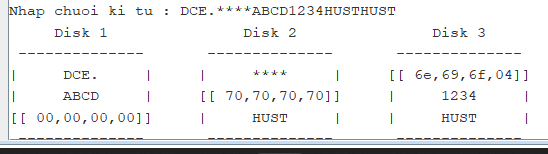 Nhap chuoi ki tu : DCE.****ABCD1234HUSTHUST
Disk 1 Disk 2 Disk 3
-------------- -------------- --------------
| DCE. | | **** | [[ 6e,69,6f,04]]
| ABCD | [[ 70,70,70,70]] | 1234 |
[[ 00,00,00,00]] | HUST | | HUST |
-------------- -------------- --------------